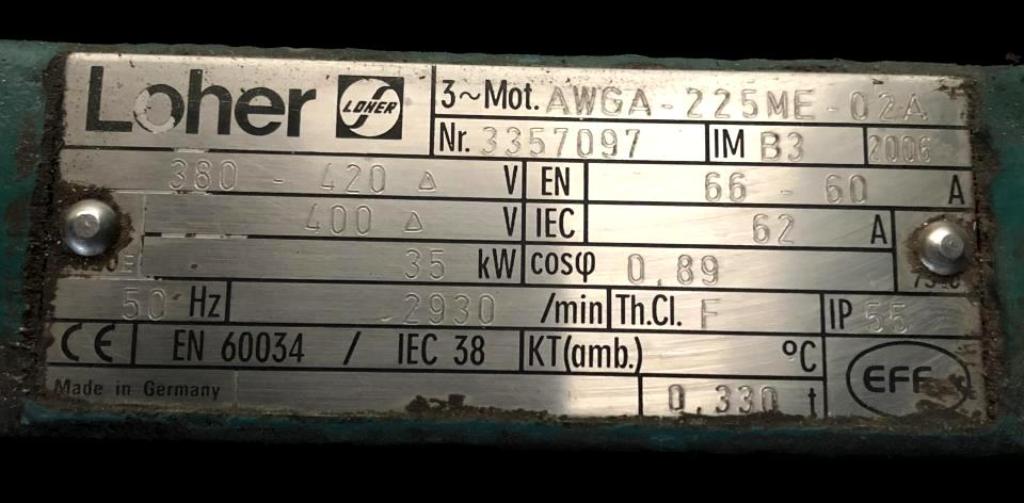 Loher LOHER 3~Mot. AWGA-225ME-02A
Nr. 3357097 IM B3 2006
380 - 420 Δ V EN 66 - 60 A
400 Δ V IEC 62 A
35 kW cosφ 0,89
50 Hz 2930 /min Th.Cl. F IP 55
CE EN 60034 / IEC 38 KT(amb.) °C EFF
Made in Germany 0,330 t